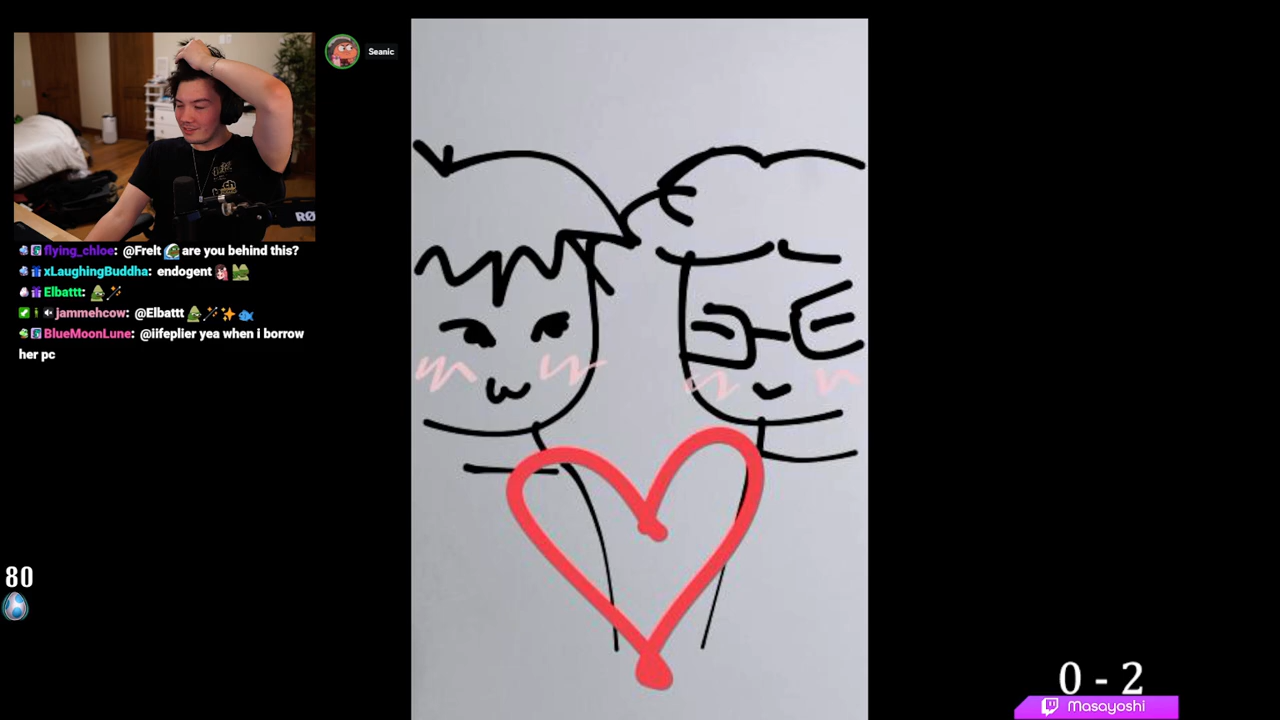 Seanic
RØ
flying_chloe: @Frelt are you behind this?
xLaughingBuddha: endogent
Elbattt:
jammehcow: @Elbattt
BlueMoonLune: @iifeplier yea when i borrow
her pc
80
0 - 2
Masayoshi